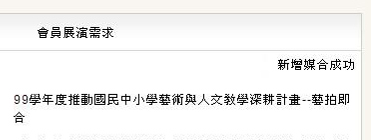 會員展演需求
新增媒合成功
99學年度推動國民中小學藝術與人文教學深耕計畫--藝拍即
合